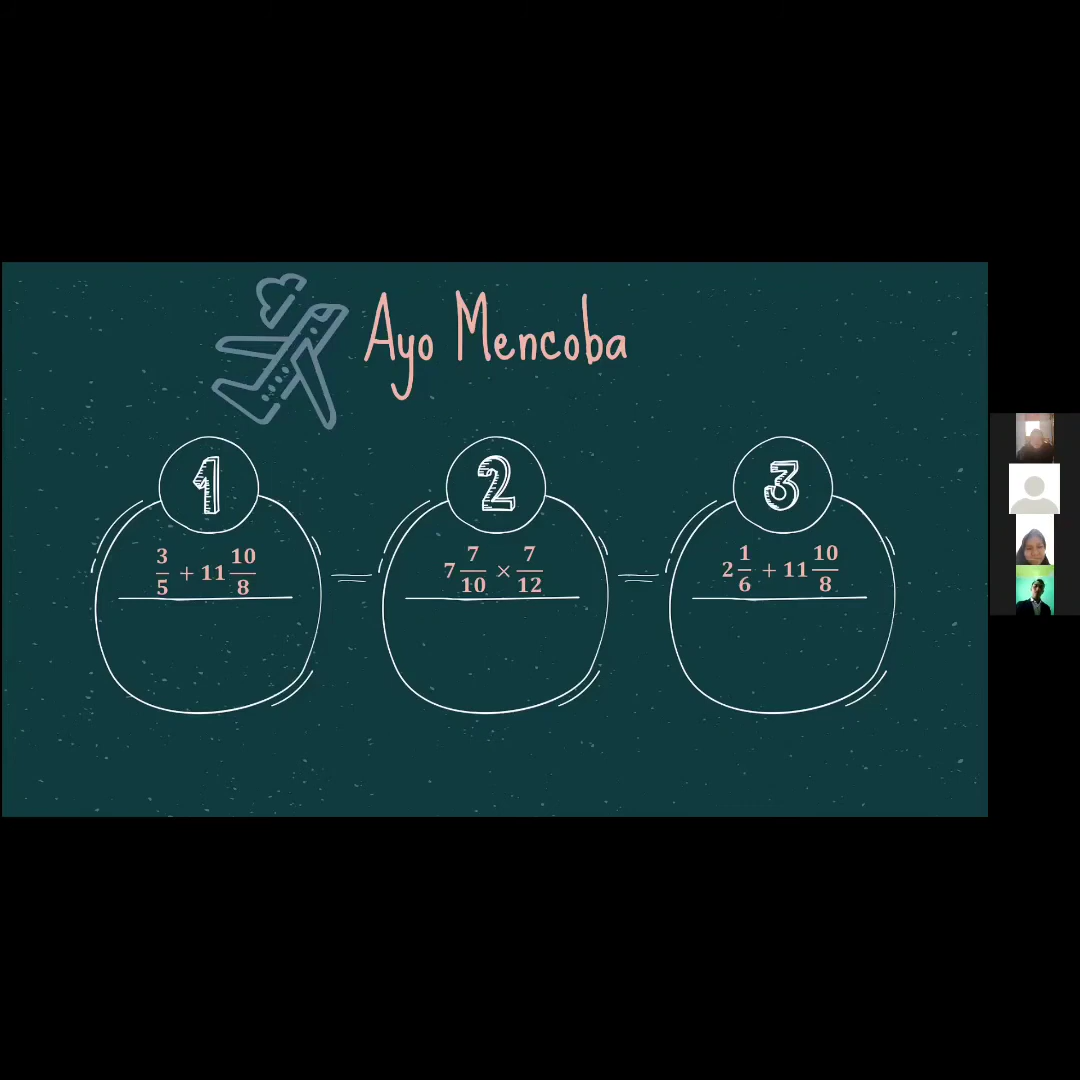 Ayo Mencoba
1
3/5 + 11 10/8
2
7 7/10 × 7/12
3
2 1/6 + 11 10/8